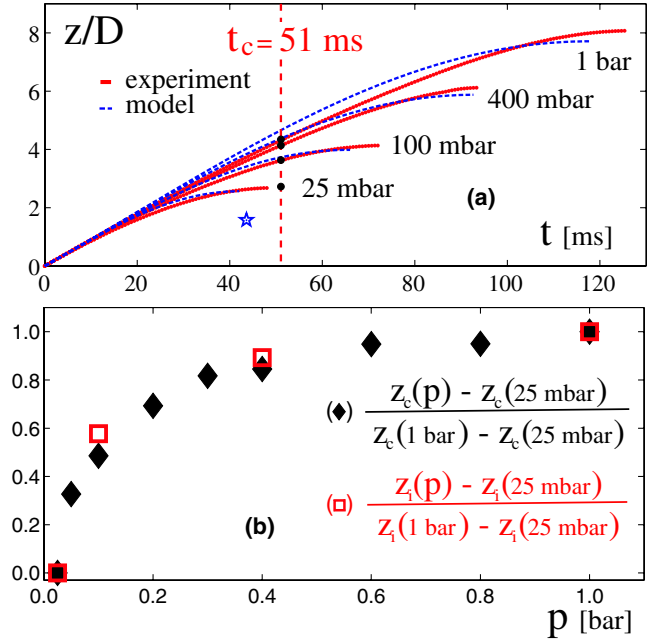 z/D
8
6
4
2
0
t_c = 51 ms
experiment
model
1 bar
400 mbar
100 mbar
25 mbar
(a)
t [ms]
0 20 40 60 80 100 120
1.0
0.8
0.6
0.4
0.2
0.0
(♦) z_c(p) - z_c(25 mbar)
z_c(1 bar) - z_c(25 mbar)
(□) z_i(p) - z_i(25 mbar)
z_i(1 bar) - z_i(25 mbar)
(b)
0.0 0.2 0.4 0.6 0.8 1.0
p [bar]